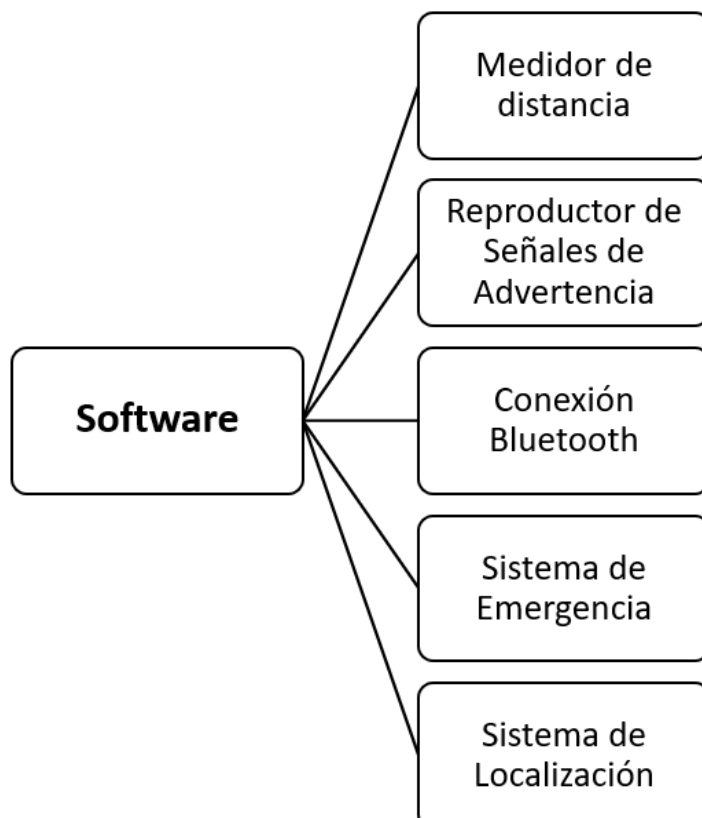 Medidor de
distancia
Reproductor de
Señales de
Advertencia
Software
Conexión
Bluetooth
Sistema de
Emergencia
Sistema de
Localización